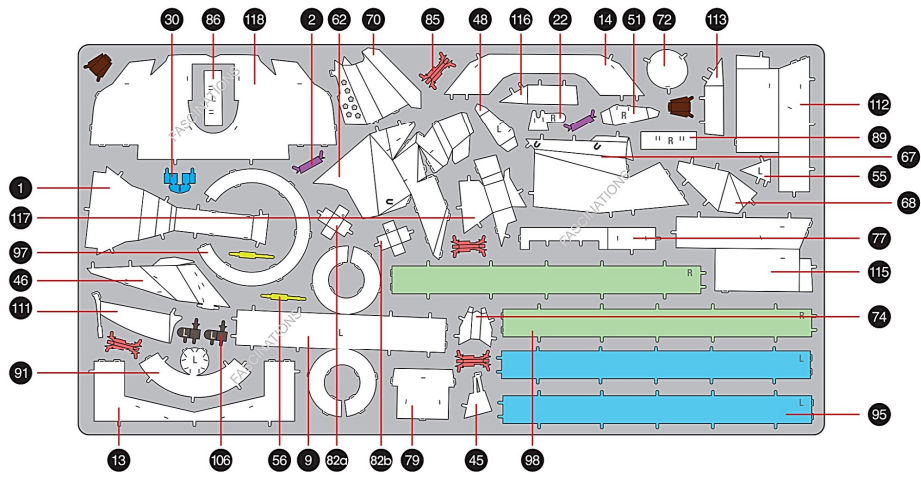 30 86 118 2 62 70 85 48 116 22 14 51 72 113
112
89
67
55
68
77
115
74
95
1
117
97
46
111
91
13 106 56 9 82a 82b 79 45 98
L
L
R
R
R
L
R
R
L
L
L
L
FASCINATIONS
FASCINATIONS
FASCINATIONS